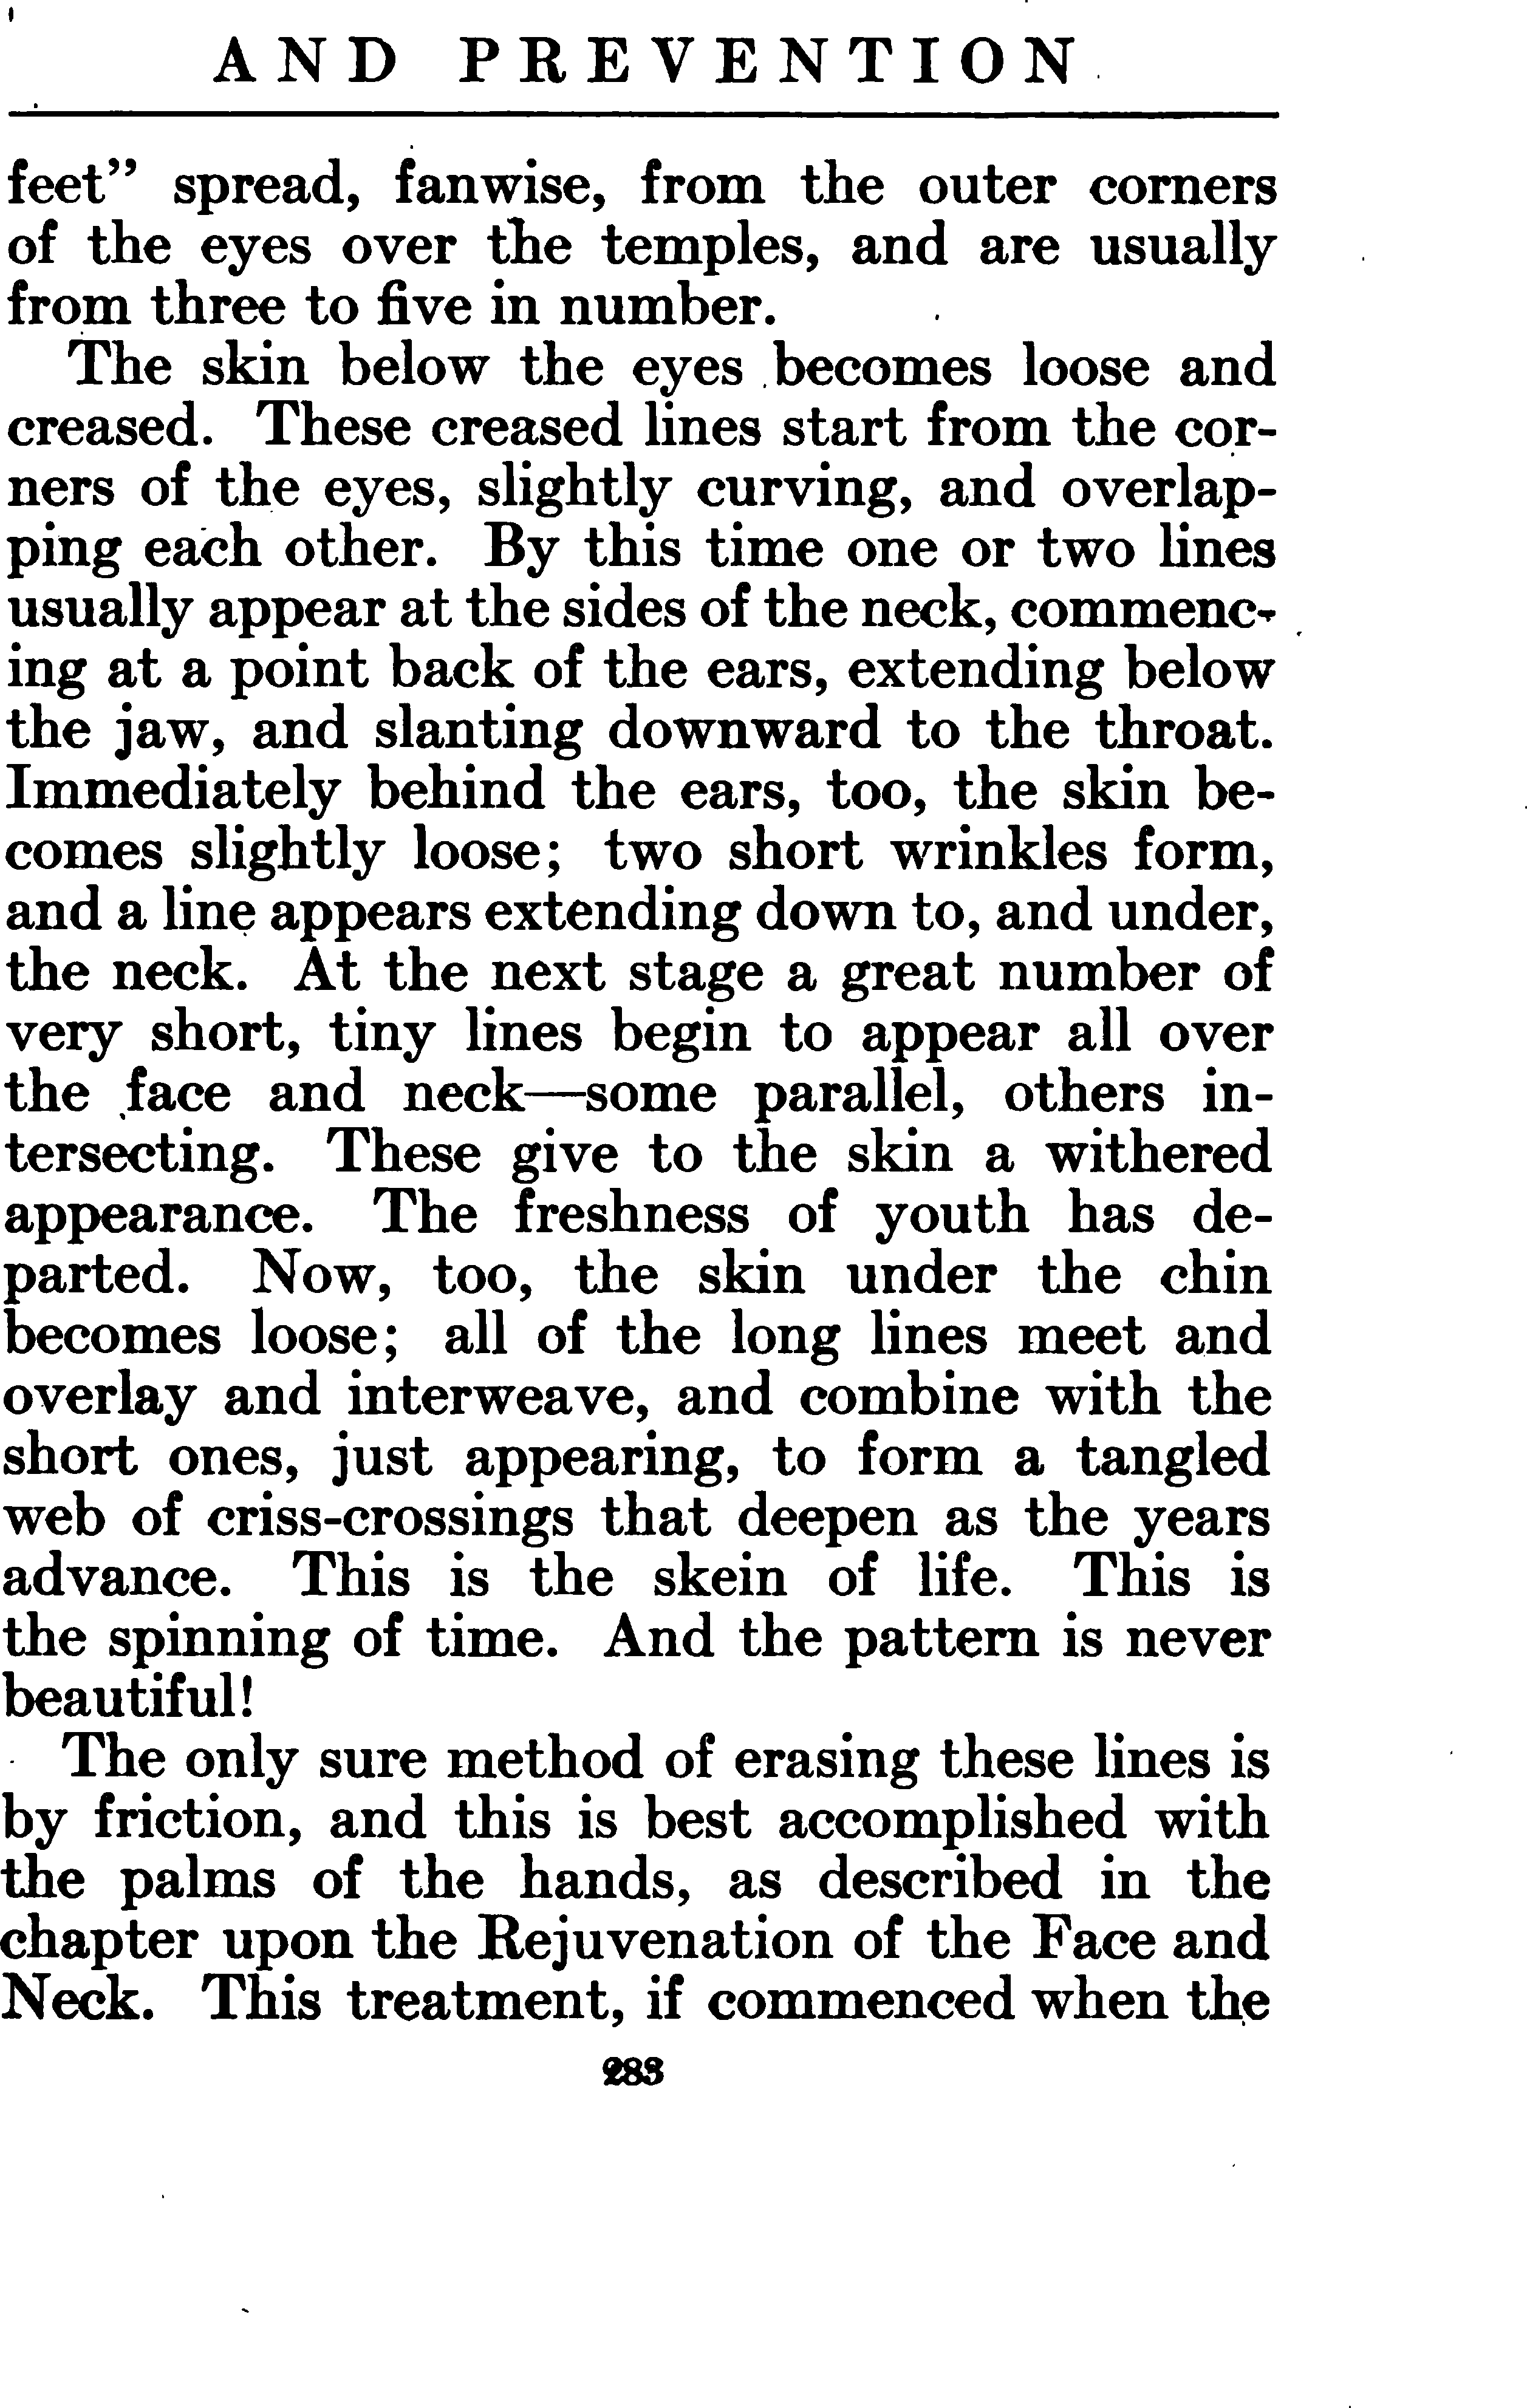 AND PREVENTION
feet” spread, fanwise, from the outer corners
of the eyes over the temples, and are usually
from three to five in number.
The skin below the eyes becomes loose and
creased. These creased lines start from the cor-
ners of the eyes, slightly curving, and overlap-
ping each other. By this time one or two lines
usually appear at the sides of the neck, commenc-
ing at a point back of the ears, extending below
the jaw, and slanting downward to the throat.
Immediately behind the ears, too, the skin be-
comes slightly loose; two short wrinkles form,
and a line appears extending down to, and under,
the neck. At the next stage a great number of
very short, tiny lines begin to appear all over
the face and neck—some parallel, others in-
tersecting. These give to the skin a withered
appearance. The freshness of youth has de-
parted. Now, too, the skin under the chin
becomes loose; all of the long lines meet and
overlay and interweave, and combine with the
short ones, just appearing, to form a tangled
web of criss-crossings that deepen as the years
advance. This is the skein of life. This is
the spinning of time. And the pattern is never
beautiful!
The only sure method of erasing these lines is
by friction, and this is best accomplished with
the palms of the hands, as described in the
chapter upon the Rejuvenation of the Face and
Neck. This treatment, if commenced when the
283